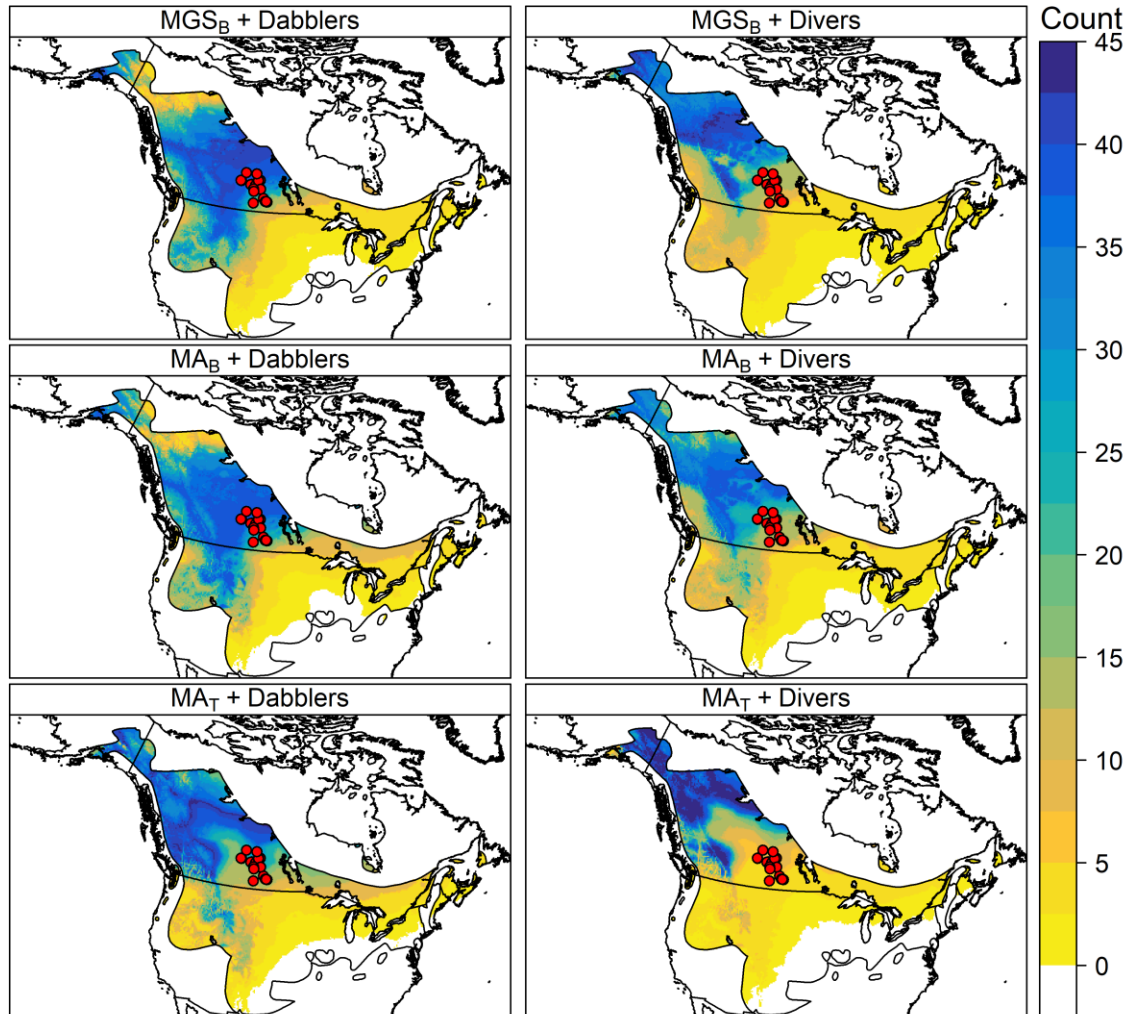 MGSB + Dabblers
MGSB + Divers
Count
45
40
35
30
25
20
15
10
5
0
MAB + Dabblers
MAB + Divers
MAT + Dabblers
MAT + Divers